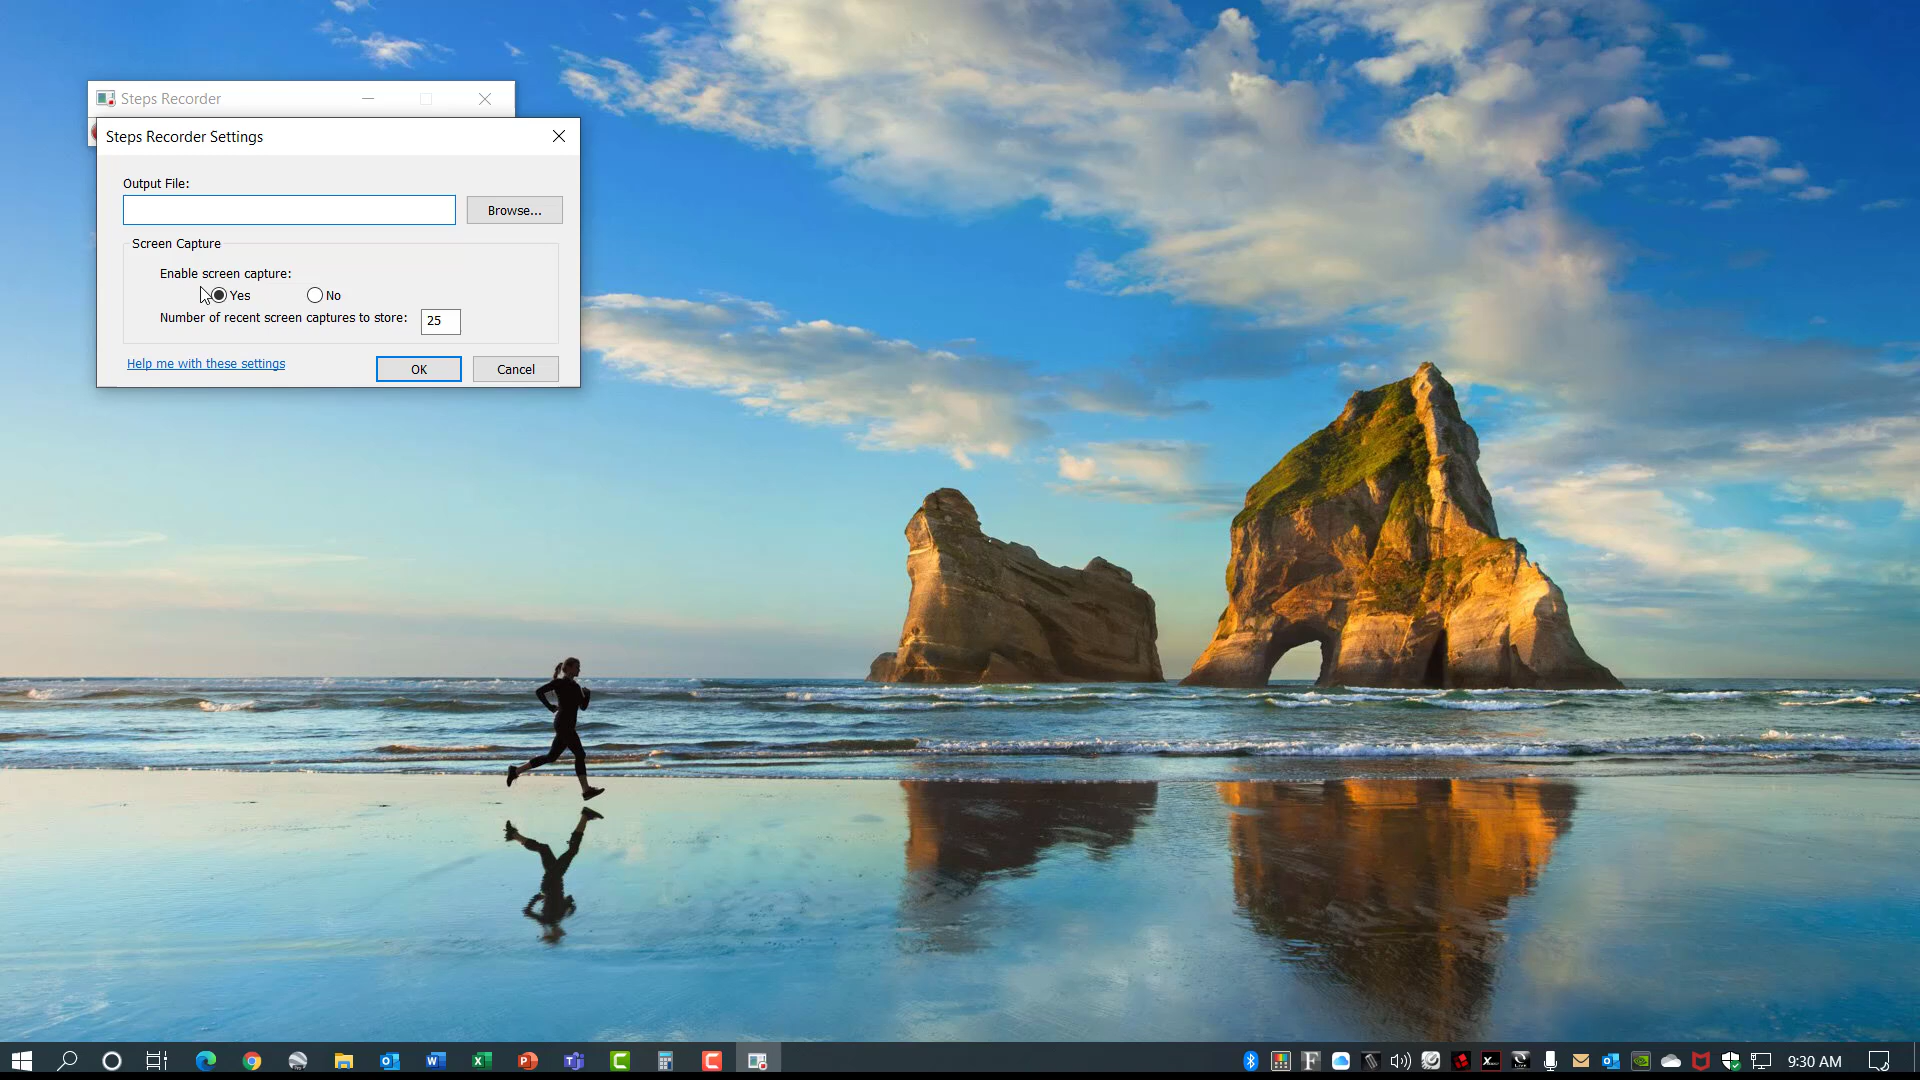 Steps Recorder
Steps Recorder Settings
Output File:
Browse...
Screen Capture
Enable screen capture:
Yes No
Number of recent screen captures to store: 25
Help me with these settings
OK Cancel
9:30 AM